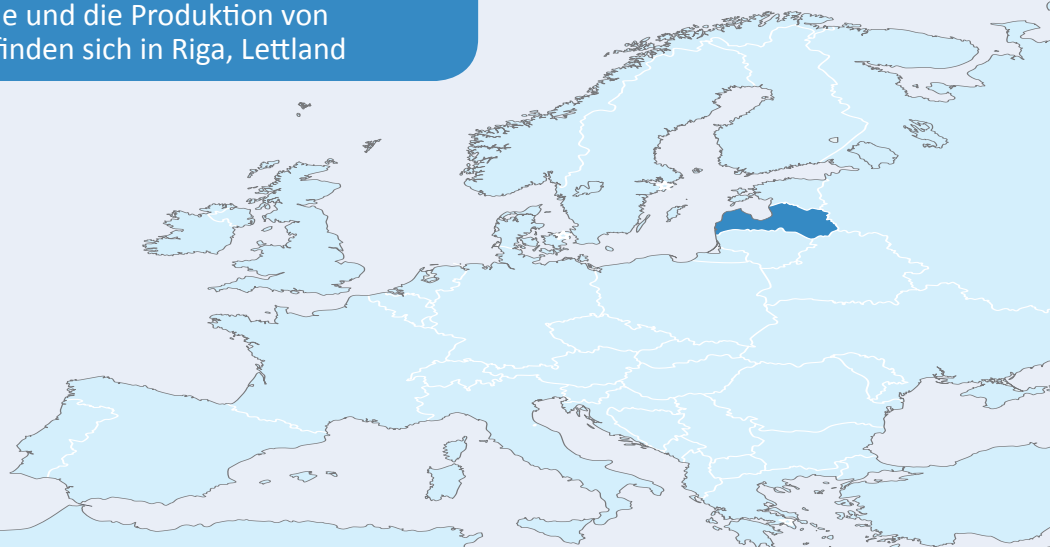 e und die Produktion von
finden sich in Riga, Lettland